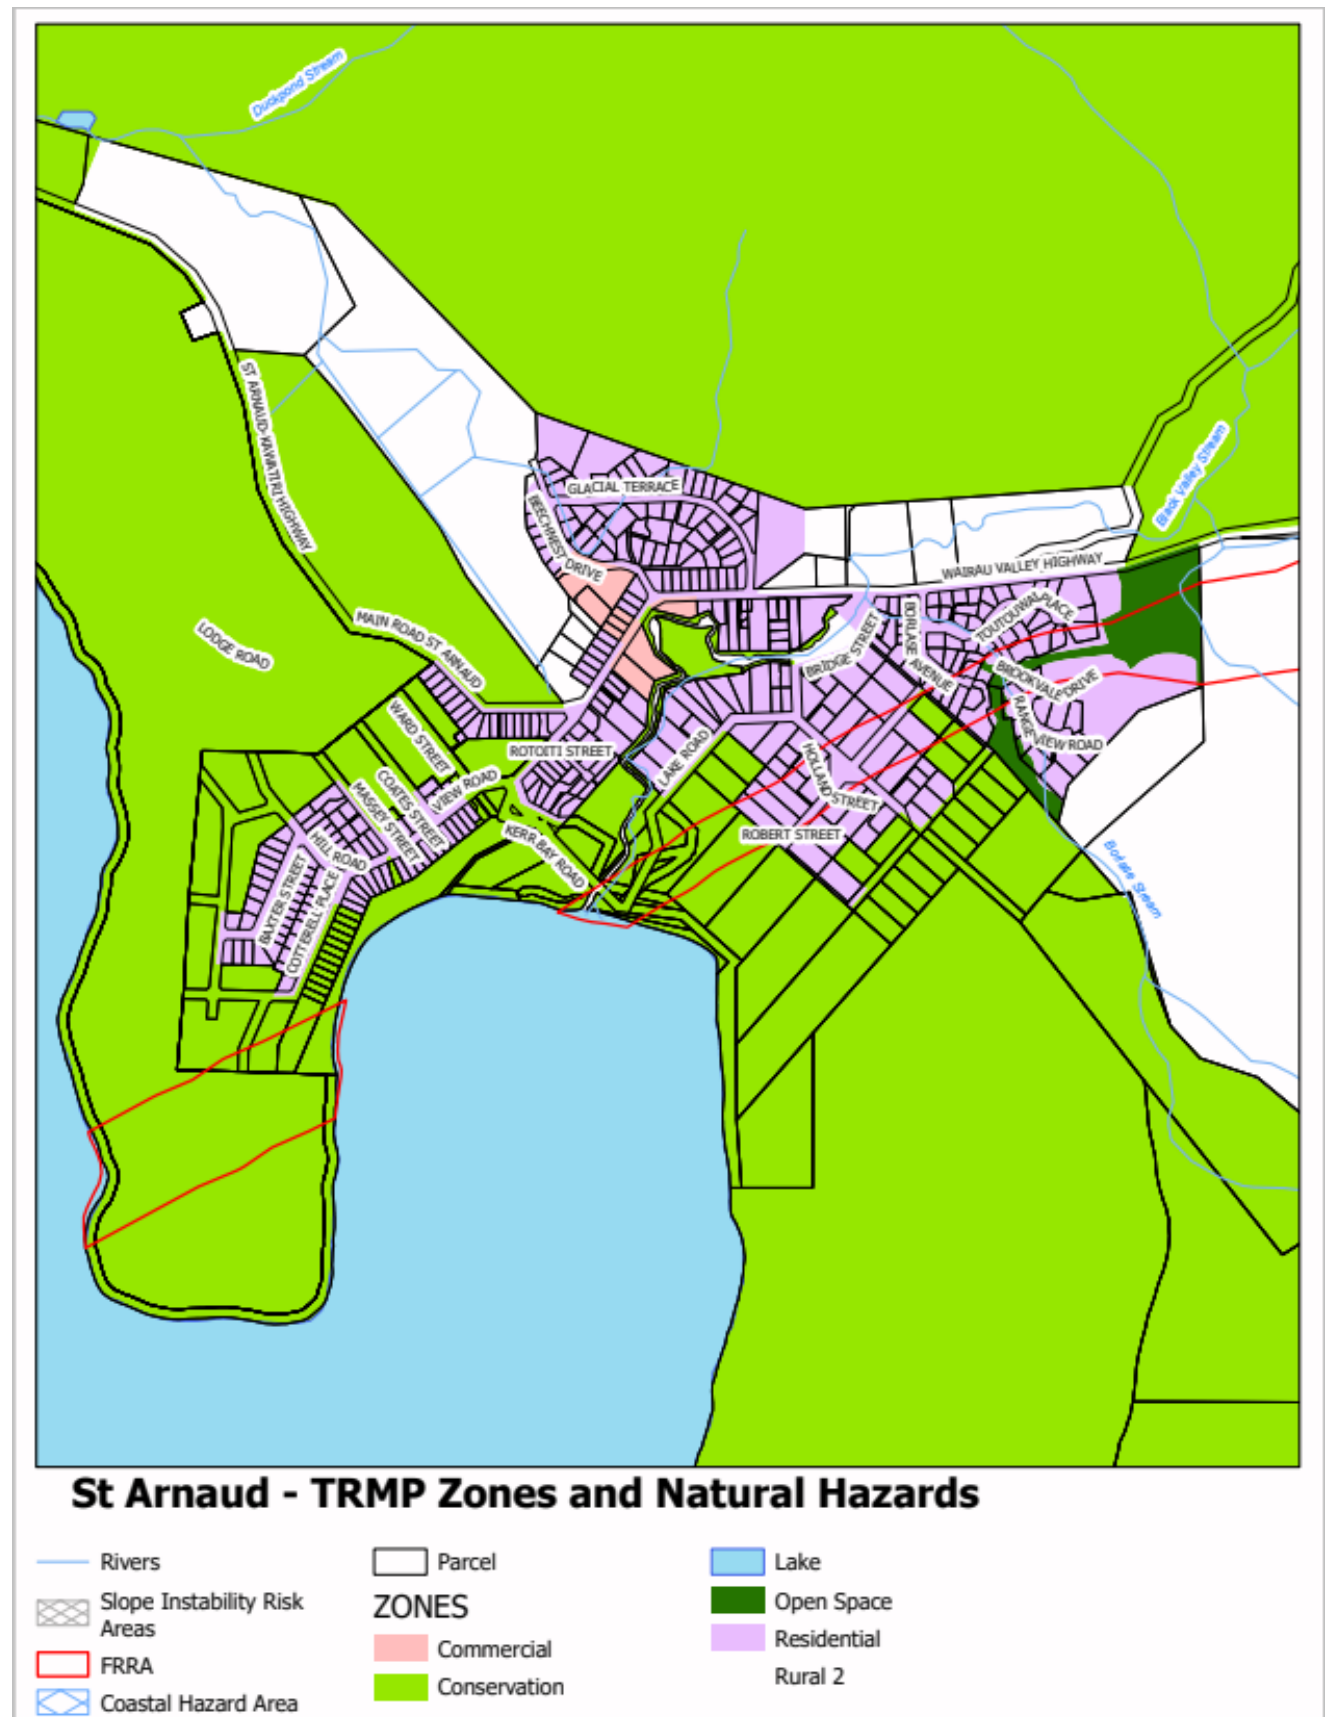 Duckpond Stream
ST ARNAUD-KAWATIRI HIGHWAY
GLACIAL TERRACE
BEECHNEST DRIVE
Black Valley Stream
WAIRAU VALLEY HIGHWAY
LODGE ROAD
MAIN ROAD ST ARNAUD
BRIDGE STREET
BORLASE AVENUE
TOUTOUWAI PLACE
BROOKVALE DRIVE
RANGE VIEW ROAD
WARD STREET
ROTOITI STREET
LAKE ROAD
HOLLAND STREET
COATES STREET
VIEW ROAD
MASSEY STREET
KERR BAY ROAD
ROBERT STREET
HILL ROAD
BAXTER STREET
COTTERELL PLACE
Borlase Stream
St Arnaud - TRMP Zones and Natural Hazards
Rivers
Slope Instability Risk
Areas
FRRA
Coastal Hazard Area
Parcel
ZONES
Commercial
Conservation
Lake
Open Space
Residential
Rural 2